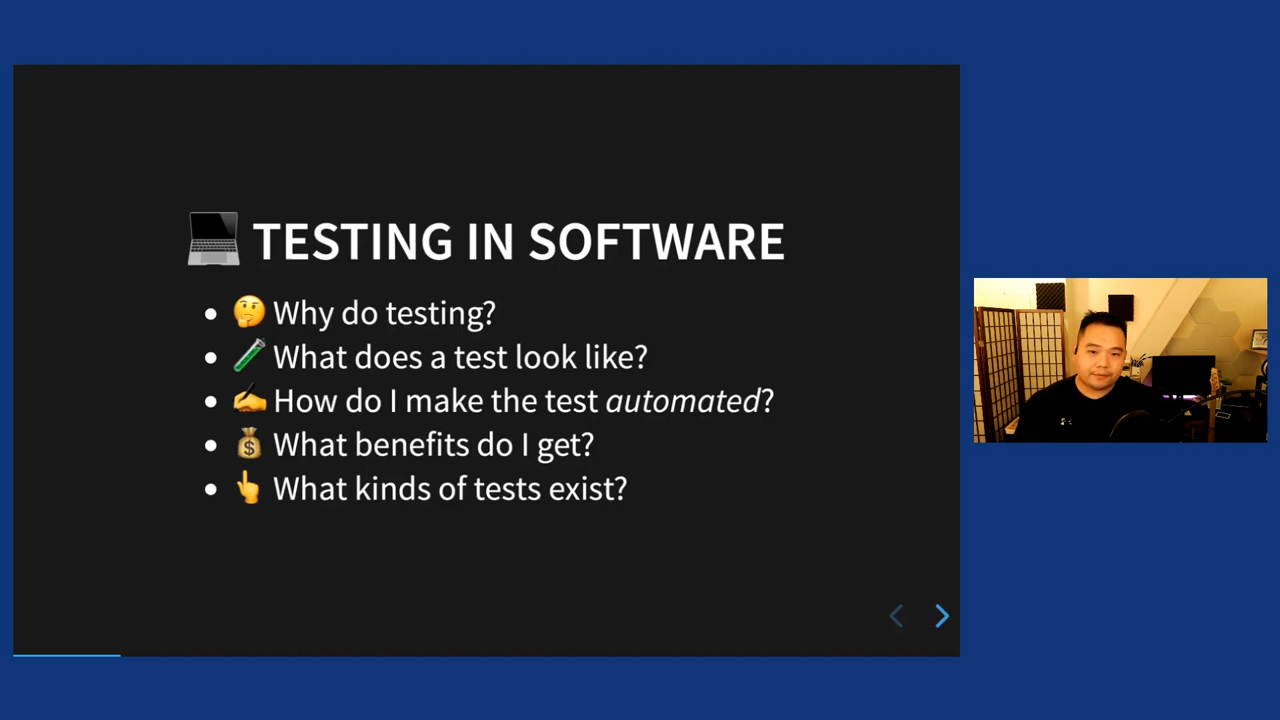 TESTING IN SOFTWARE
Why do testing?
What does a test look like?
How do I make the test automated?
What benefits do I get?
What kinds of tests exist?